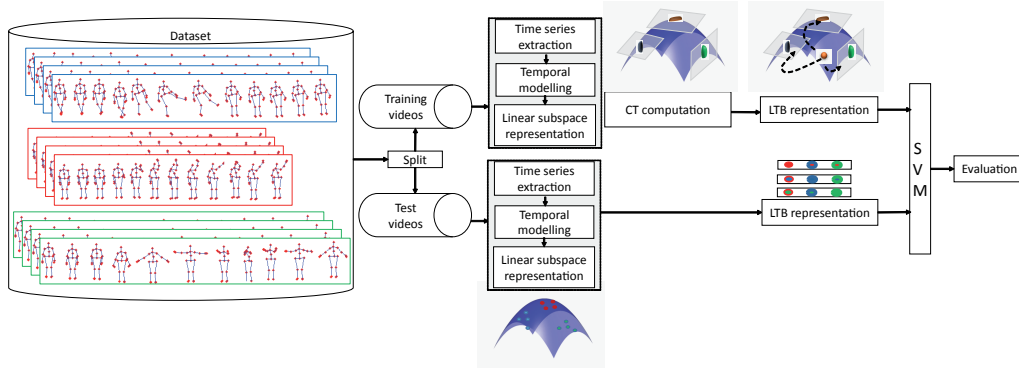 Dataset
Training
videos
Split
Test
videos
Time series
extraction
Temporal
modelling
Linear subspace
representation
Time series
extraction
Temporal
modelling
Linear subspace
representation
CT computation
LTB representation
LTB representation
S
V
M
Evaluation